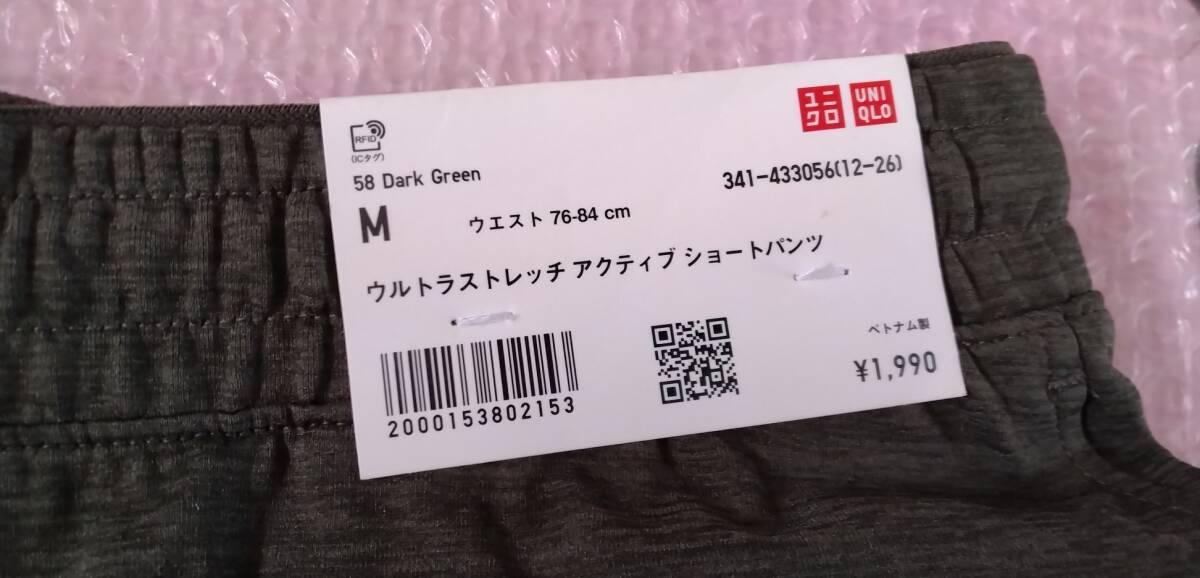 ユニ
クロ
UNI
QLO
RFID
(ICタグ)
58 Dark Green
341-433056(12-26)
M
ウエスト 76-84 cm
ウルトラストレッチ アクティブ ショートパンツ
ベトナム製
¥1,990
2000153802153